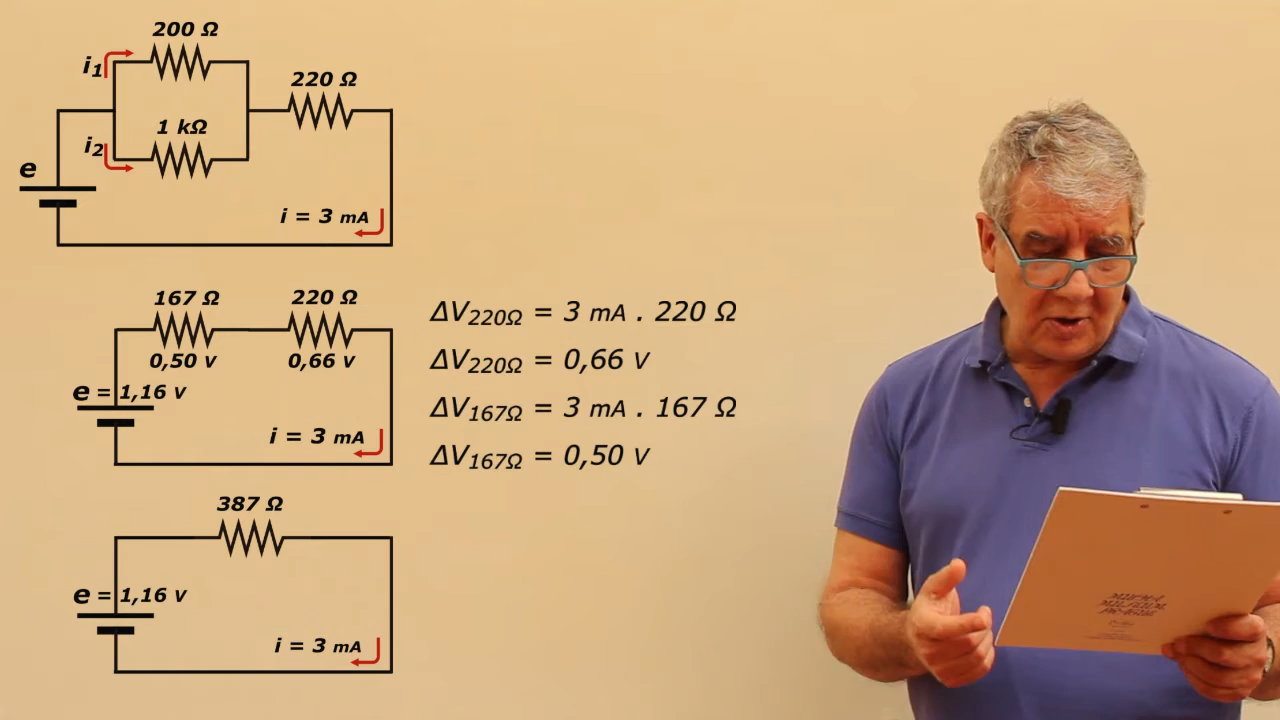 200 Ω
i₁
220 Ω
1 kΩ
i₂
e
i = 3 mA
167 Ω
220 Ω
0,50 V
0,66 V
e = 1,16 V
i = 3 mA
ΔV₂₂₀Ω = 3 mA . 220 Ω
ΔV₂₂₀Ω = 0,66 V
ΔV₁₆₇Ω = 3 mA . 167 Ω
ΔV₁₆₇Ω = 0,50 V
387 Ω
e = 1,16 V
i = 3 mA